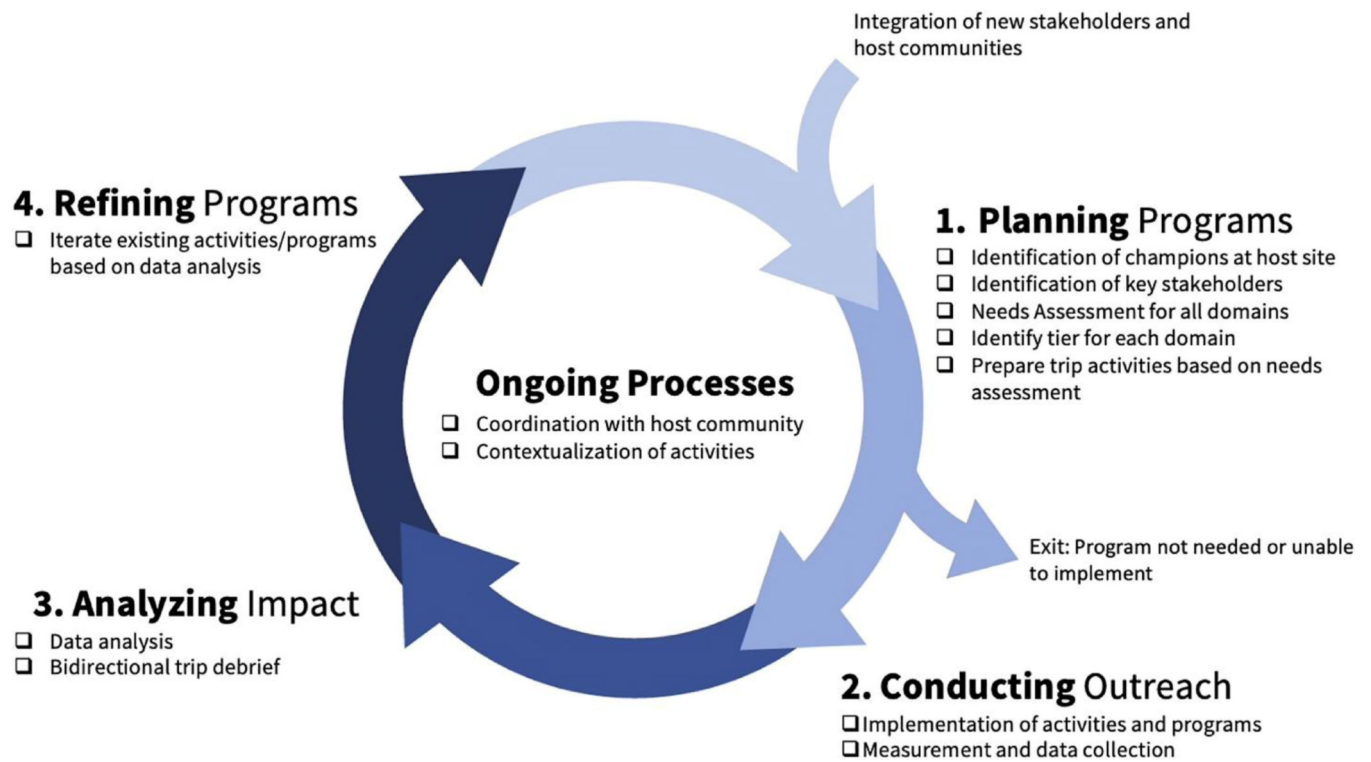 Integration of new stakeholders and
host communities
1. Planning Programs
❑ Identification of champions at host site
❑ Identification of key stakeholders
❑ Needs Assessment for all domains
❑ Identify tier for each domain
❑ Prepare trip activities based on needs
assessment
Exit: Program not needed or unable
to implement
2. Conducting Outreach
❑Implementation of activities and programs
❑Measurement and data collection
3. Analyzing Impact
❑ Data analysis
❑ Bidirectional trip debrief
4. Refining Programs
❑ Iterate existing activities/programs
based on data analysis
Ongoing Processes
❑ Coordination with host community
❑ Contextualization of activities